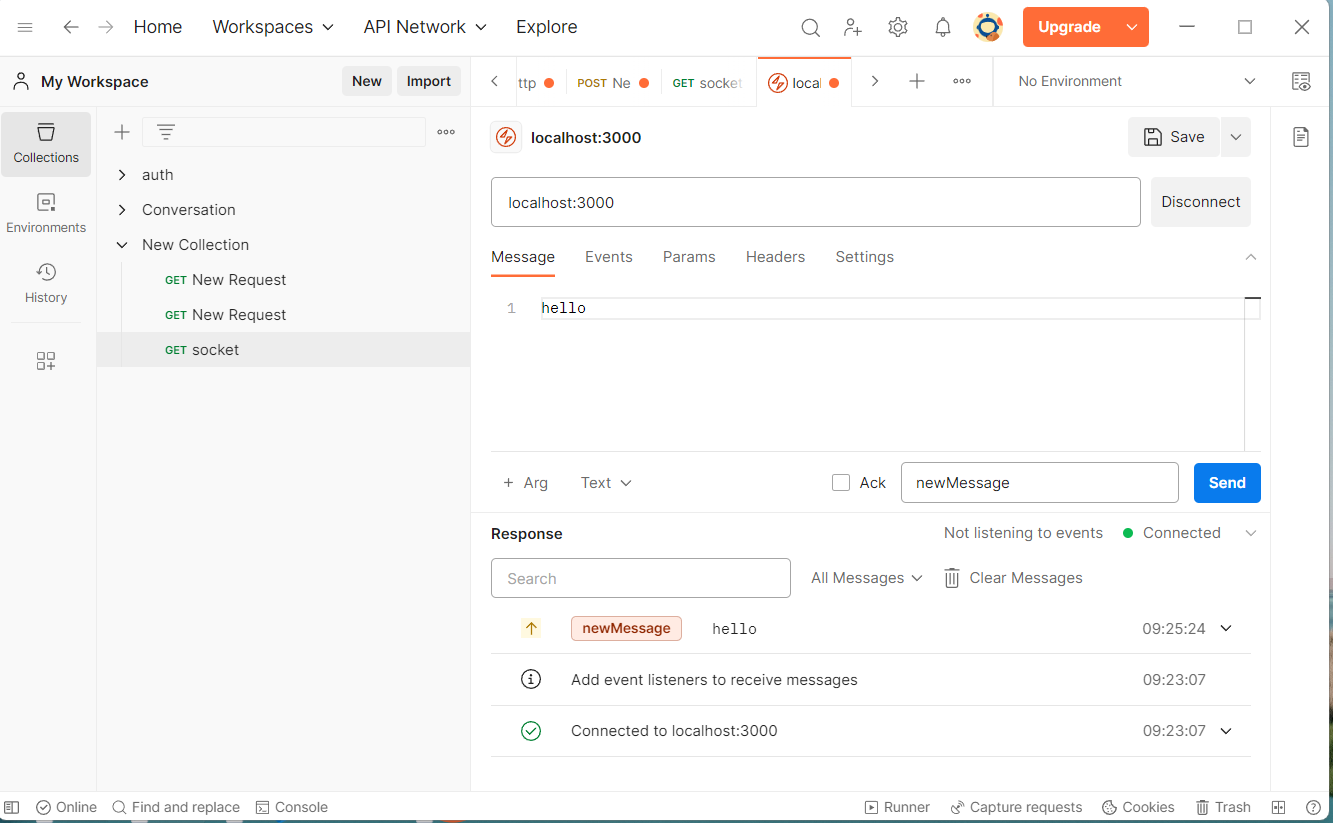 Home Workspaces API Network Explore Upgrade
My Workspace New Import
ttp POST Ne GET socket local No Environment
Collections
Environments
History
auth
Conversation
New Collection
GET New Request
GET New Request
GET socket
localhost:3000 Save
localhost:3000 Disconnect
Message Events Params Headers Settings
1 hello
+ Arg Text Ack newMessage Send
Response Not listening to events Connected
Search All Messages Clear Messages
newMessage hello 09:25:24
Add event listeners to receive messages 09:23:07
Connected to localhost:3000 09:23:07
Online Find and replace Console Runner Capture requests Cookies Trash